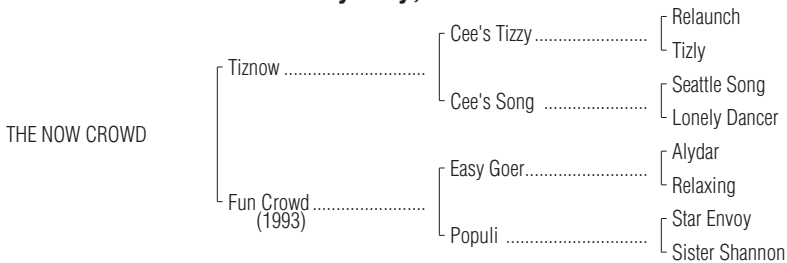 Relaunch
Cee's Tizzy
Tizly
Tiznow
Seattle Song
Cee's Song
Lonely Dancer
THE NOW CROWD
Alydar
Easy Goer
Relaxing
Fun Crowd
(1993)
Star Envoy
Populi
Sister Shannon